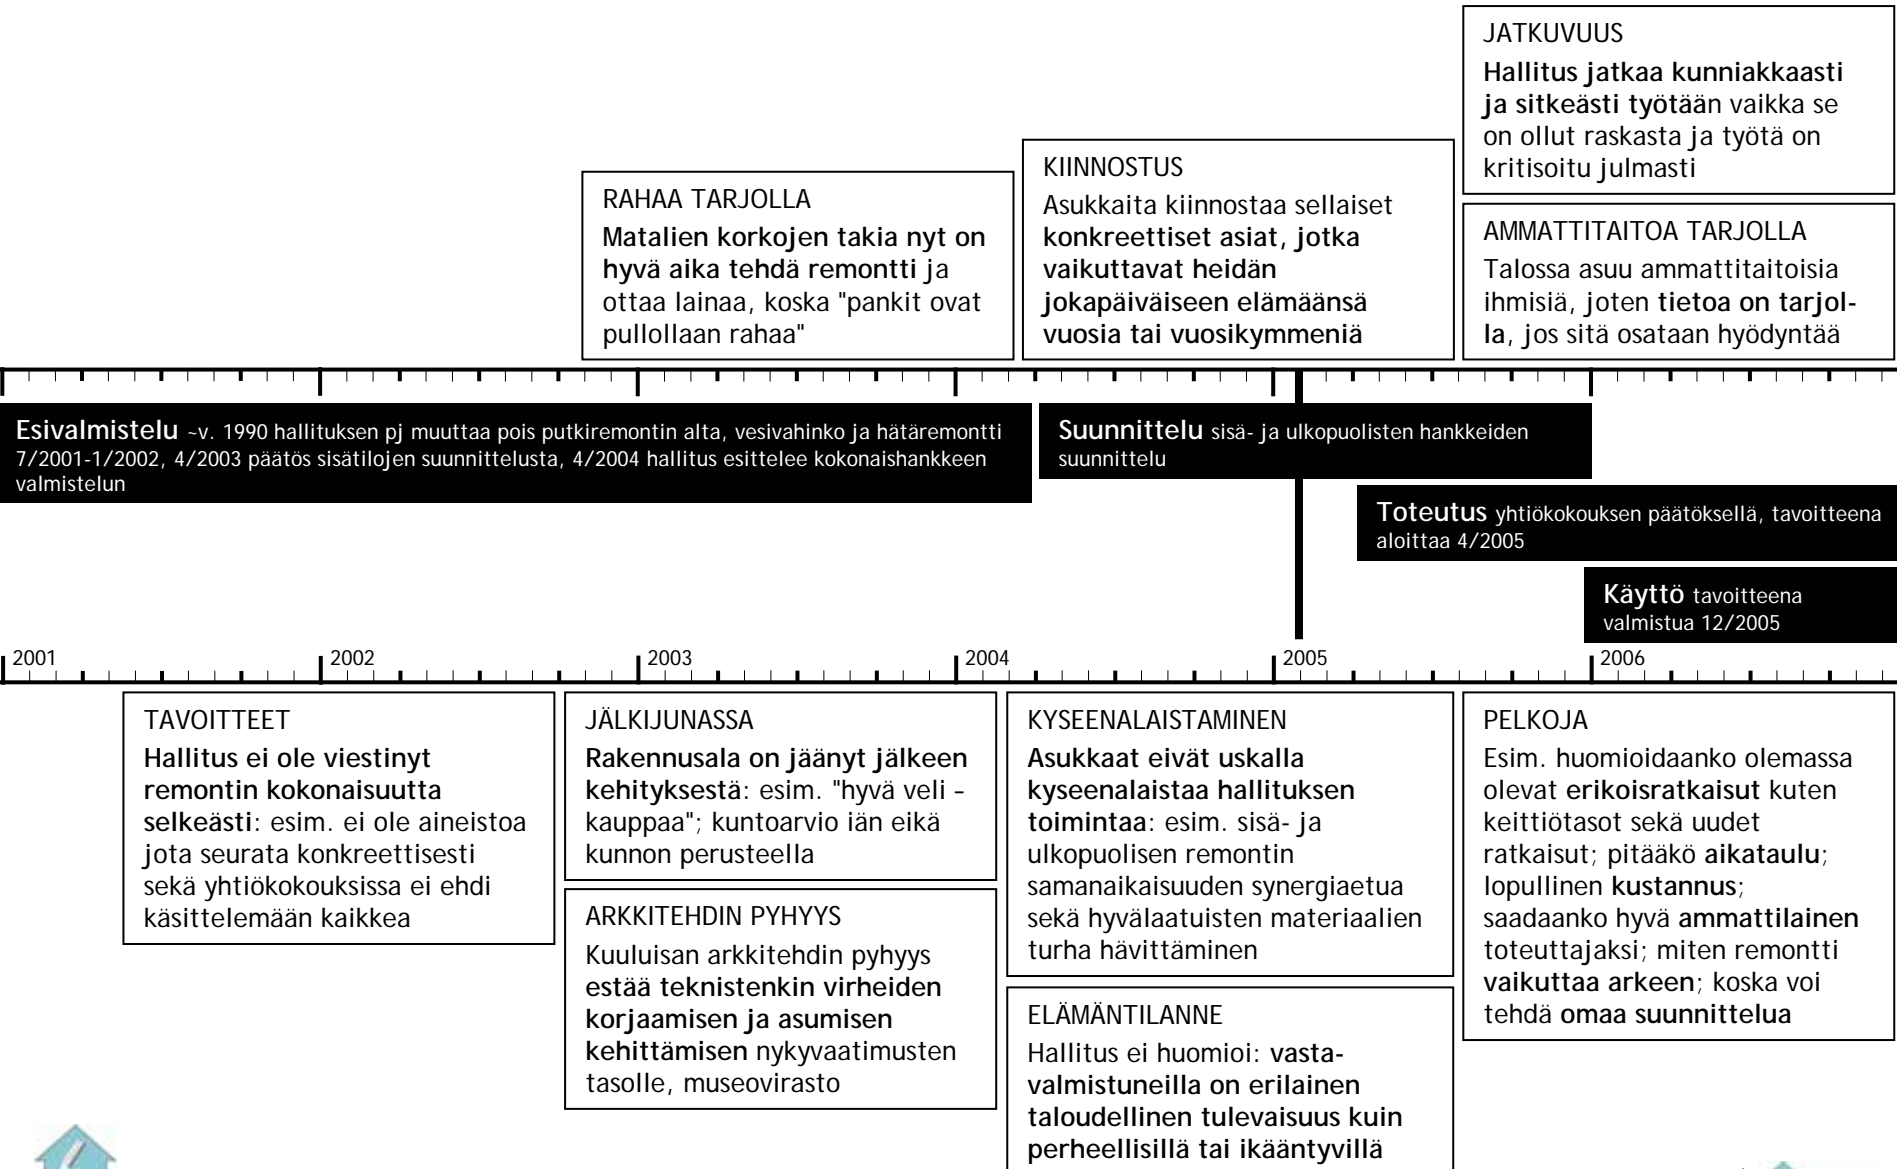 JATKUVUUS
Hallitus jatkaa kunniakkaasti
ja sitkeästi työtään vaikka se
on ollut raskasta ja työtä on
kritisoitu julmasti
KIINNOSTUS
Asukkaita kiinnostaa sellaiset
konkreettiset asiat, jotka
vaikuttavat heidän
jokapäiväiseen elämäänsä
vuosia tai vuosikymmeniä
RAHAA TARJOLLA
Matalien korkojen takia nyt on
hyvä aika tehdä remontti ja
ottaa lainaa, koska "pankit ovat
pullollaan rahaa"
AMMATTITAITOA TARJOLLA
Talossa asuu ammattitaitoisia
ihmisiä, joten tietoa on tarjol-
la, jos sitä osataan hyödyntää
Esivalmistelu ~v. 1990 hallituksen pj muuttaa pois putkiremontin alta, vesivahinko ja hätäremontti
7/2001-1/2002, 4/2003 päätös sisätilojen suunnittelusta, 4/2004 hallitus esittelee kokonaishankkeen
valmistelun
Suunnittelu sisä- ja ulkopuolisten hankkeiden
suunnittelu
Toteutus yhtiökokouksen päätöksellä, tavoitteena
aloittaa 4/2005
Käyttö tavoitteena
valmistua 12/2005
2001 2002 2003 2004 2005 2006
TAVOITTEET
Hallitus ei ole viestinyt
remontin kokonaisuutta
selkeästi: esim. ei ole aineistoa
jota seurata konkreettisesti
sekä yhtiökokouksissa ei ehdi
käsittelemään kaikkea
JÄLKIJUNASSA
Rakennusala on jäänyt jälkeen
kehityksestä: esim. "hyvä veli –
kauppaa"; kuntoarvio iän eikä
kunnon perusteella
ARKKITEHDIN PYHYYS
Kuuluisan arkkitehdin pyhyys
estää teknistenkin virheiden
korjaamisen ja asumisen
kehittämisen nykyvaatimusten
tasolle, museovirasto
KYSEENALAISTAMINEN
Asukkaat eivät uskalla
kyseenalaistaa hallituksen
toimintaa: esim. sisä- ja
ulkopuolisen remontin
samanaikaisuuden synergiaetua
sekä hyvälaatuisten materiaalien
turha hävittäminen
ELÄMÄNTILANNE
Hallitus ei huomioi: vasta-
valmistuneilla on erilainen
taloudellinen tulevaisuus kuin
perheellisillä tai ikääntyvillä
PELKOJA
Esim. huomioidaanko olemassa
olevat erikoisratkaisut kuten
keittiötasot sekä uudet
ratkaisut; pitääkö aikataulu;
lopullinen kustannus;
saadaanko hyvä ammattilainen
toteuttajaksi; miten remontti
vaikuttaa arkeen; koska voi
tehdä omaa suunnittelua